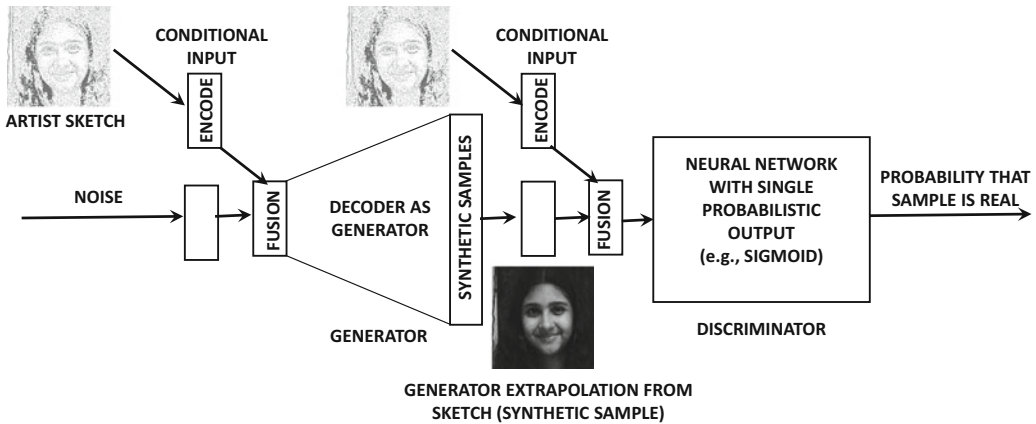 CONDITIONAL
INPUT
ARTIST SKETCH
ENCODE
NOISE
FUSION
DECODER AS
GENERATOR
GENERATOR
SYNTHETIC SAMPLES
CONDITIONAL
INPUT
ENCODE
FUSION
GENERATOR EXTRAPOLATION FROM
SKETCH (SYNTHETIC SAMPLE)
NEURAL NETWORK
WITH SINGLE
PROBABILISTIC
OUTPUT
(e.g., SIGMOID)
DISCRIMINATOR
PROBABILITY THAT
SAMPLE IS REAL